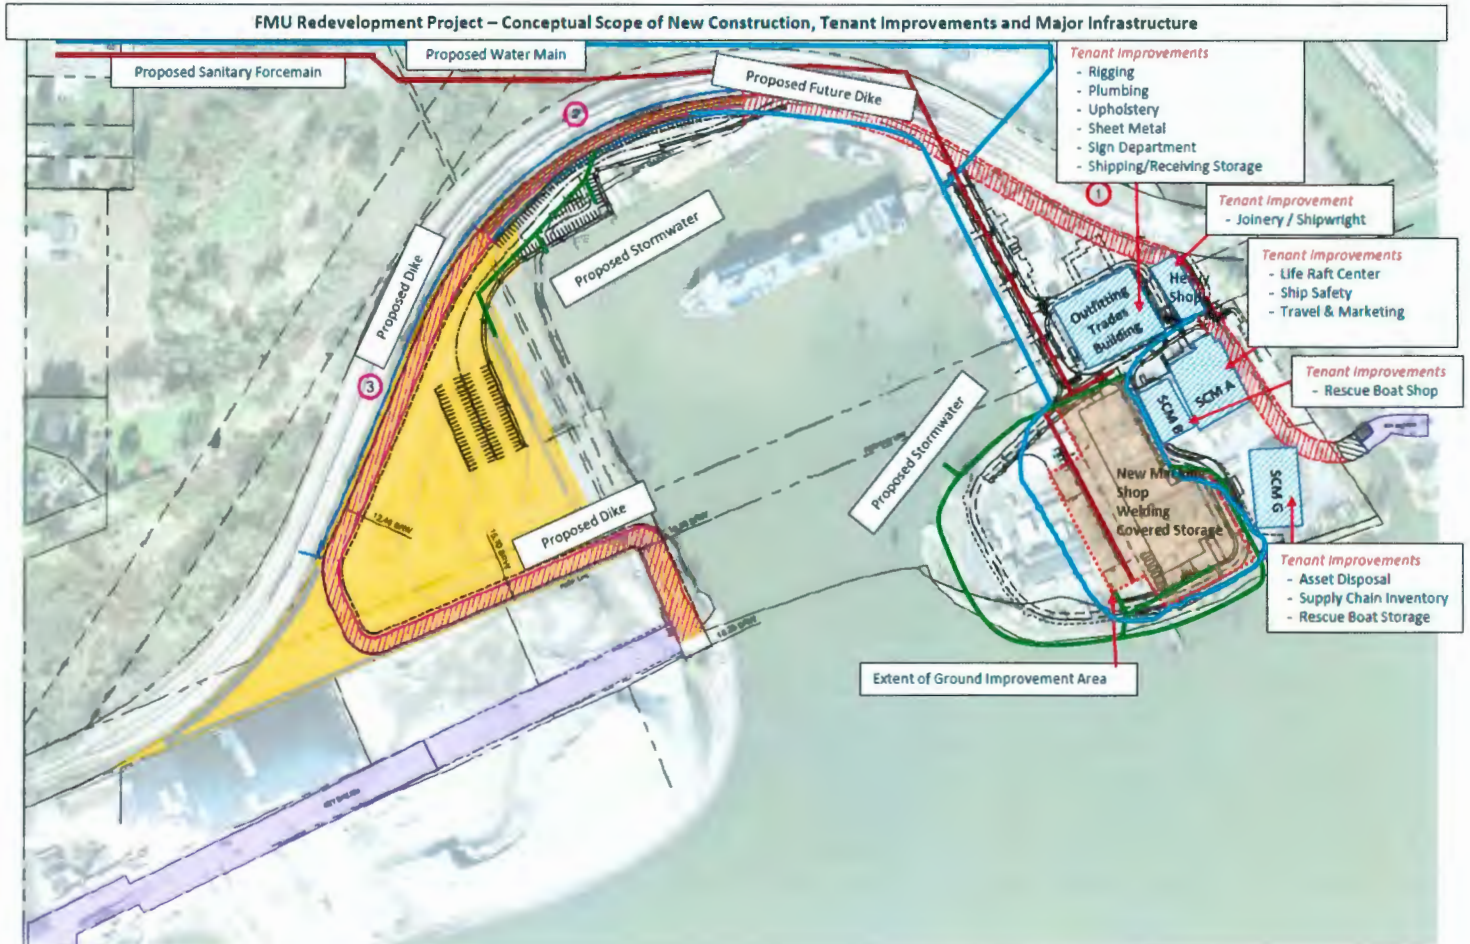 FMU Redevelopment Project – Conceptual Scope of New Construction, Tenant Improvements and Major Infrastructure
Proposed Sanitary Forcemain
Proposed Water Main
Proposed Future Dike
Tenant Improvements
- Rigging
- Plumbing
- Upholstery
- Sheet Metal
- Sign Department
- Shipping/Receiving Storage
2
1
Tenant Improvement
- Joinery / Shipwright
Tenant Improvements
- Life Raft Center
- Ship Safety
- Travel & Marketing
Proposed Stormwater
Proposed Dike
3
Outfitting
Trades
Building
Shop
SCM A
SCM B
Tenant Improvements
- Rescue Boat Shop
Proposed Stormwater
New
Shop
Welding
Covered Storage
SCM G
Proposed Dike
Tenant Improvements
- Asset Disposal
- Supply Chain Inventory
- Rescue Boat Storage
Extent of Ground Improvement Area